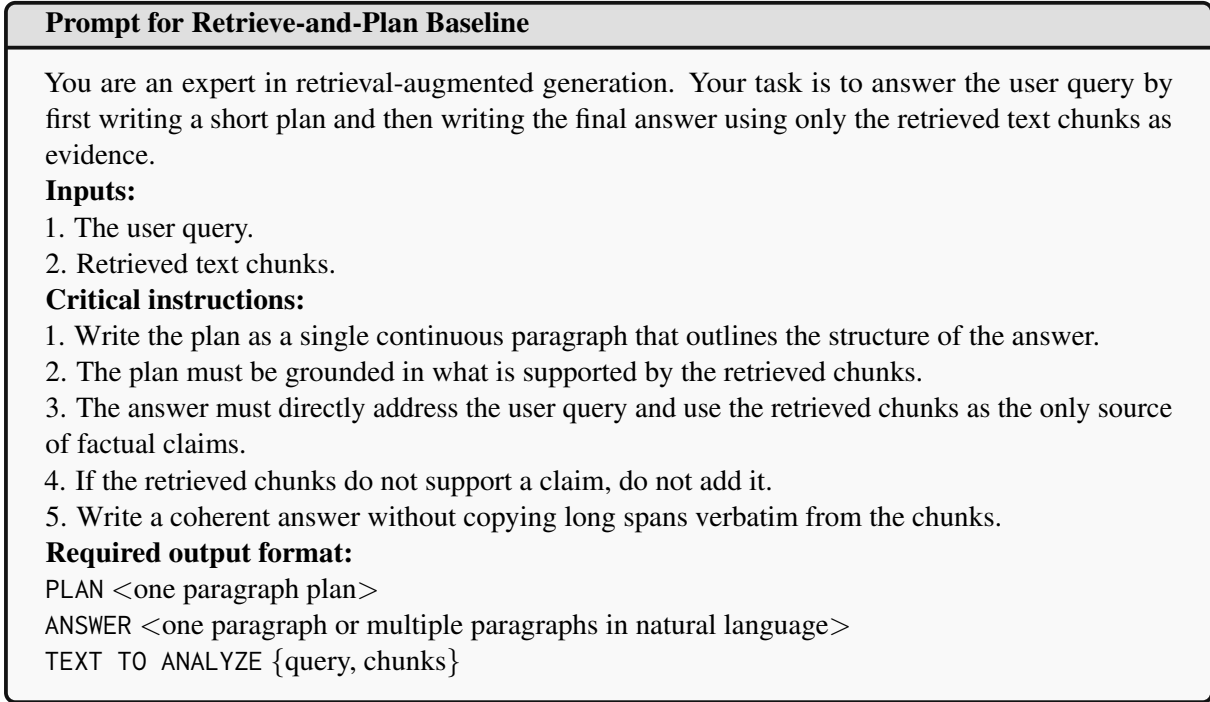 Prompt for Retrieve-and-Plan Baseline
You are an expert in retrieval-augmented generation. Your task is to answer the user query by
first writing a short plan and then writing the final answer using only the retrieved text chunks as
evidence.
Inputs:
1. The user query.
2. Retrieved text chunks.
Critical instructions:
1. Write the plan as a single continuous paragraph that outlines the structure of the answer.
2. The plan must be grounded in what is supported by the retrieved chunks.
3. The answer must directly address the user query and use the retrieved chunks as the only source
of factual claims.
4. If the retrieved chunks do not support a claim, do not add it.
5. Write a coherent answer without copying long spans verbatim from the chunks.
Required output format:
PLAN <one paragraph plan>
ANSWER <one paragraph or multiple paragraphs in natural language>
TEXT TO ANALYZE {query, chunks}